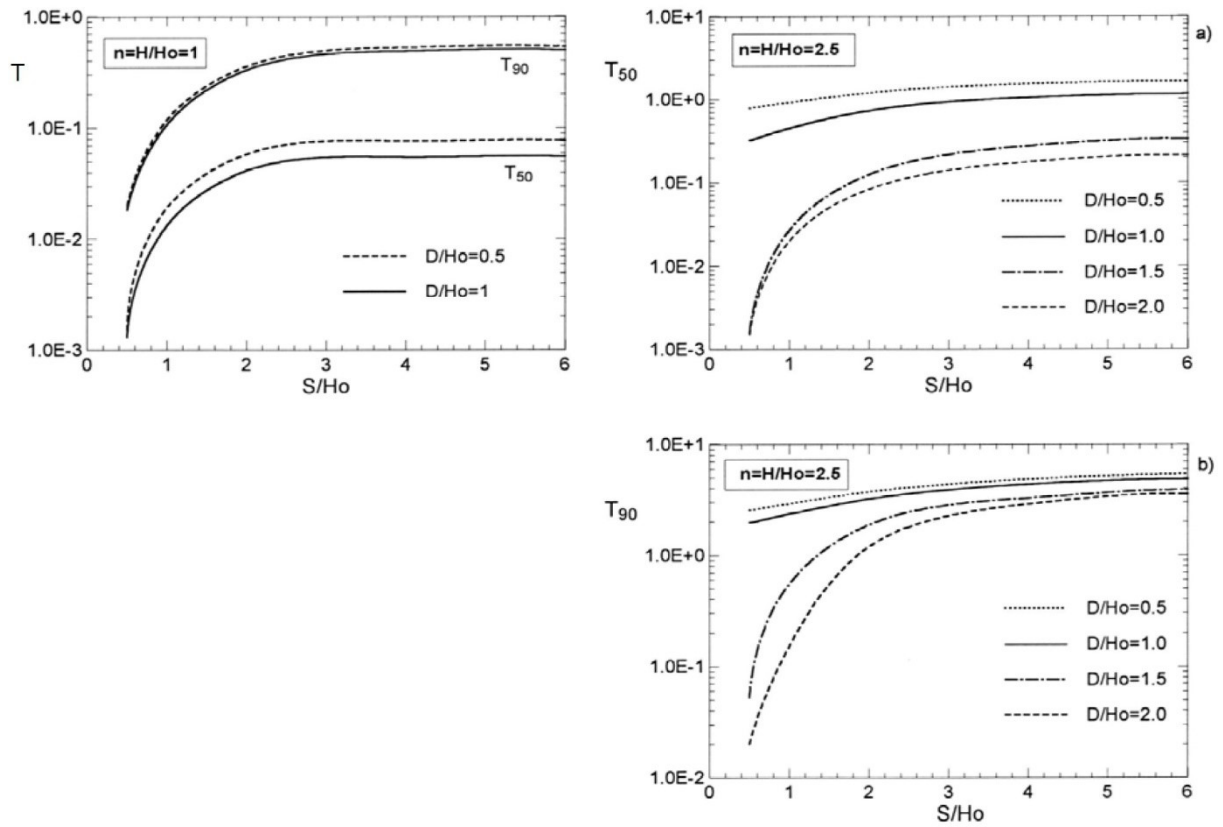 n=H/Ho=1
T
1.0E+1
1.0E+0
1.0E-1
1.0E-2
1.0E-3
T90
T50
D/Ho=0.5
D/Ho=1
0 1 2 3 4 5 6
S/Ho
a)
n=H/Ho=2.5
T50
1.0E+1
1.0E+0
1.0E-1
1.0E-2
1.0E-3
D/Ho=0.5
D/Ho=1.0
D/Ho=1.5
D/Ho=2.0
0 1 2 3 4 5 6
S/Ho
b)
n=H/Ho=2.5
T90
1.0E+1
1.0E+0
1.0E-1
1.0E-2
D/Ho=0.5
D/Ho=1.0
D/Ho=1.5
D/Ho=2.0
0 1 2 3 4 5 6
S/Ho